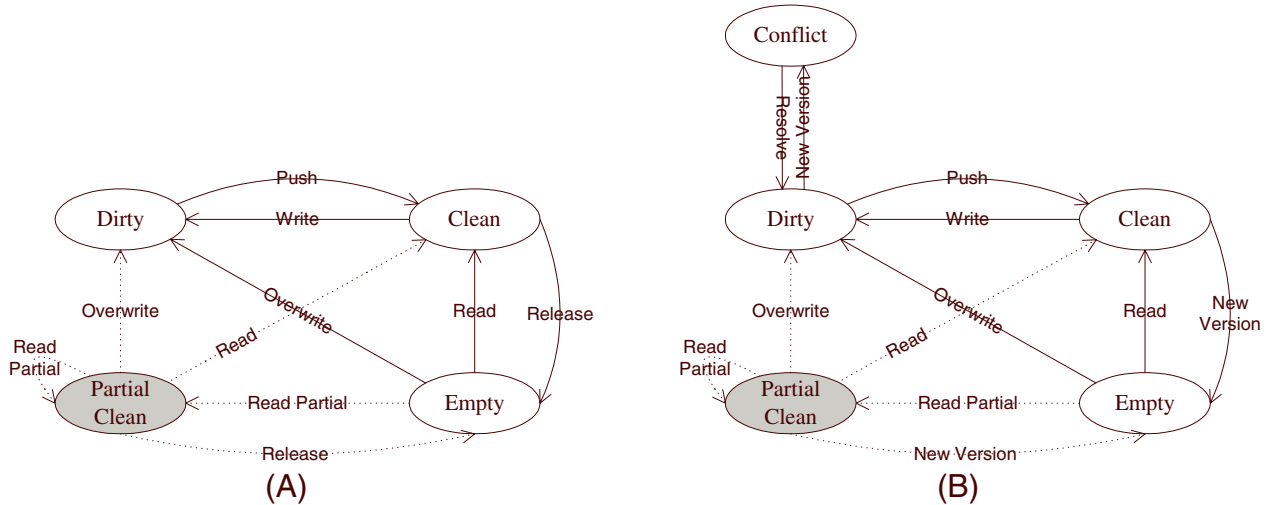 Conflict
Resolve
New Version
Push
Dirty
Clean
Write
Overwrite
Overwrite
Read
Release
Read
Read
Partial
Partial
Clean
Read Partial
Empty
Release
(A)
Push
Dirty
Clean
Write
Overwrite
Overwrite
Read
New
Version
Read
Read
Partial
Partial
Clean
Read Partial
Empty
New Version
(B)